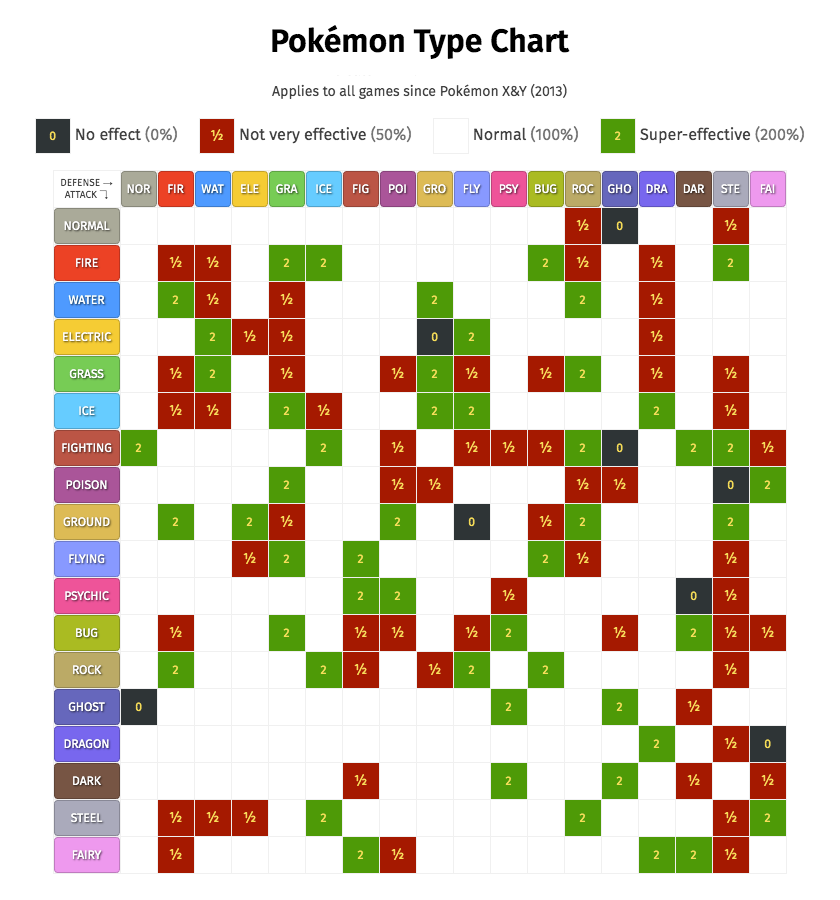 Pokémon Type Chart
Applies to all games since Pokémon X&Y (2013)
0 No effect (0%) ½ Not very effective (50%) Normal (100%) 2 Super-effective (200%)
DEFENSE →
ATTACK ⤵ NOR FIR WAT ELE GRA ICE FIG POI GRO FLY PSY BUG ROC GHO DRA DAR STE FAI
NORMAL ½ 0 ½
FIRE ½ ½ 2 2 2 ½ ½ 2
WATER 2 ½ ½ 2 2 ½
ELECTRIC 2 ½ ½ 0 2 ½
GRASS ½ 2 ½ ½ 2 ½ ½ 2 ½ ½
ICE ½ ½ 2 ½ 2 2 2 ½
FIGHTING 2 2 ½ ½ ½ ½ 2 0 2 2 ½
POISON 2 ½ ½ ½ ½ 0 2
GROUND 2 2 ½ 2 0 ½ 2 2
FLYING ½ 2 2 2 ½ ½
PSYCHIC 2 2 ½ 0 ½
BUG ½ 2 ½ ½ ½ 2 ½ 2 ½ ½
ROCK 2 2 ½ ½ 2 2 ½
GHOST 0 2 2 ½
DRAGON 2 ½ 0
DARK ½ 2 2 ½ ½
STEEL ½ ½ ½ 2 2 ½ 2
FAIRY ½ 2 ½ 2 2 ½